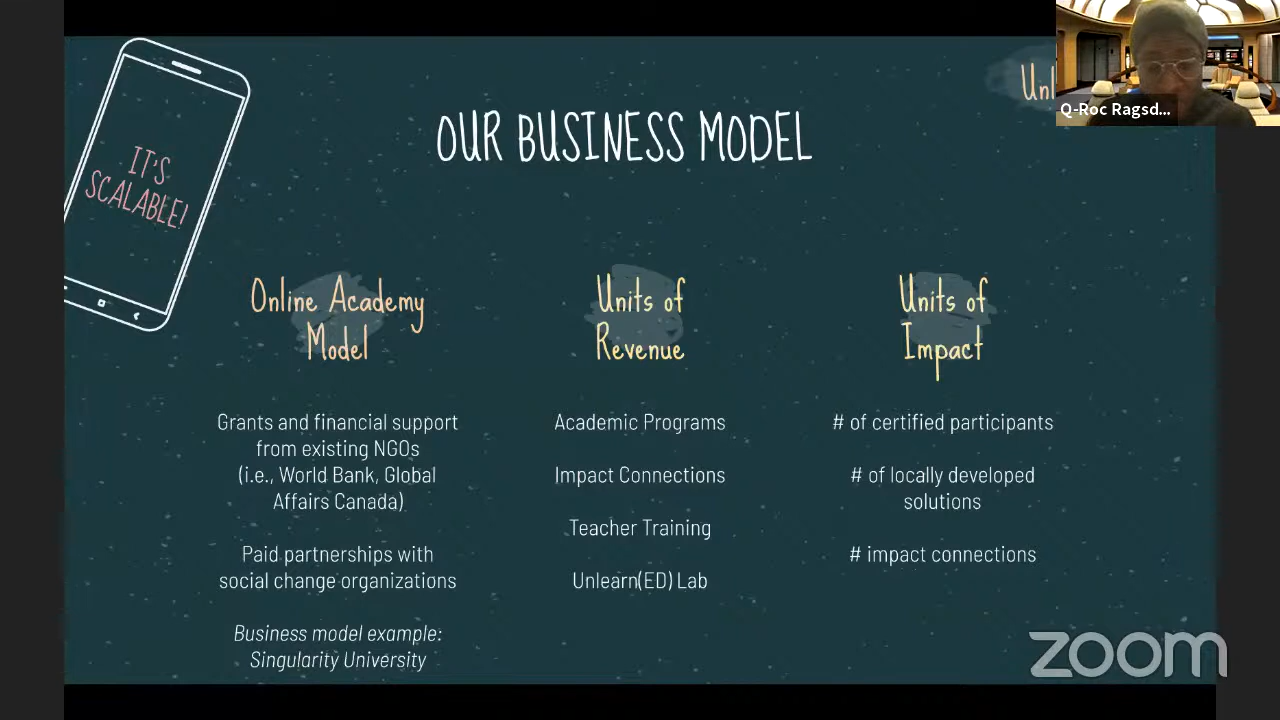 IT'S
SCALABLE!
Unl
Q-Roc Ragsd...
OUR BUSINESS MODEL
Online Academy
Model
Grants and financial support
from existing NGOs
(i.e., World Bank, Global
Affairs Canada)
Paid partnerships with
social change organizations
Business model example:
Singularity University
Units of
Revenue
Academic Programs
Impact Connections
Teacher Training
Unlearn(ED) Lab
Units of
Impact
# of certified participants
# of locally developed
solutions
# impact connections
zoom